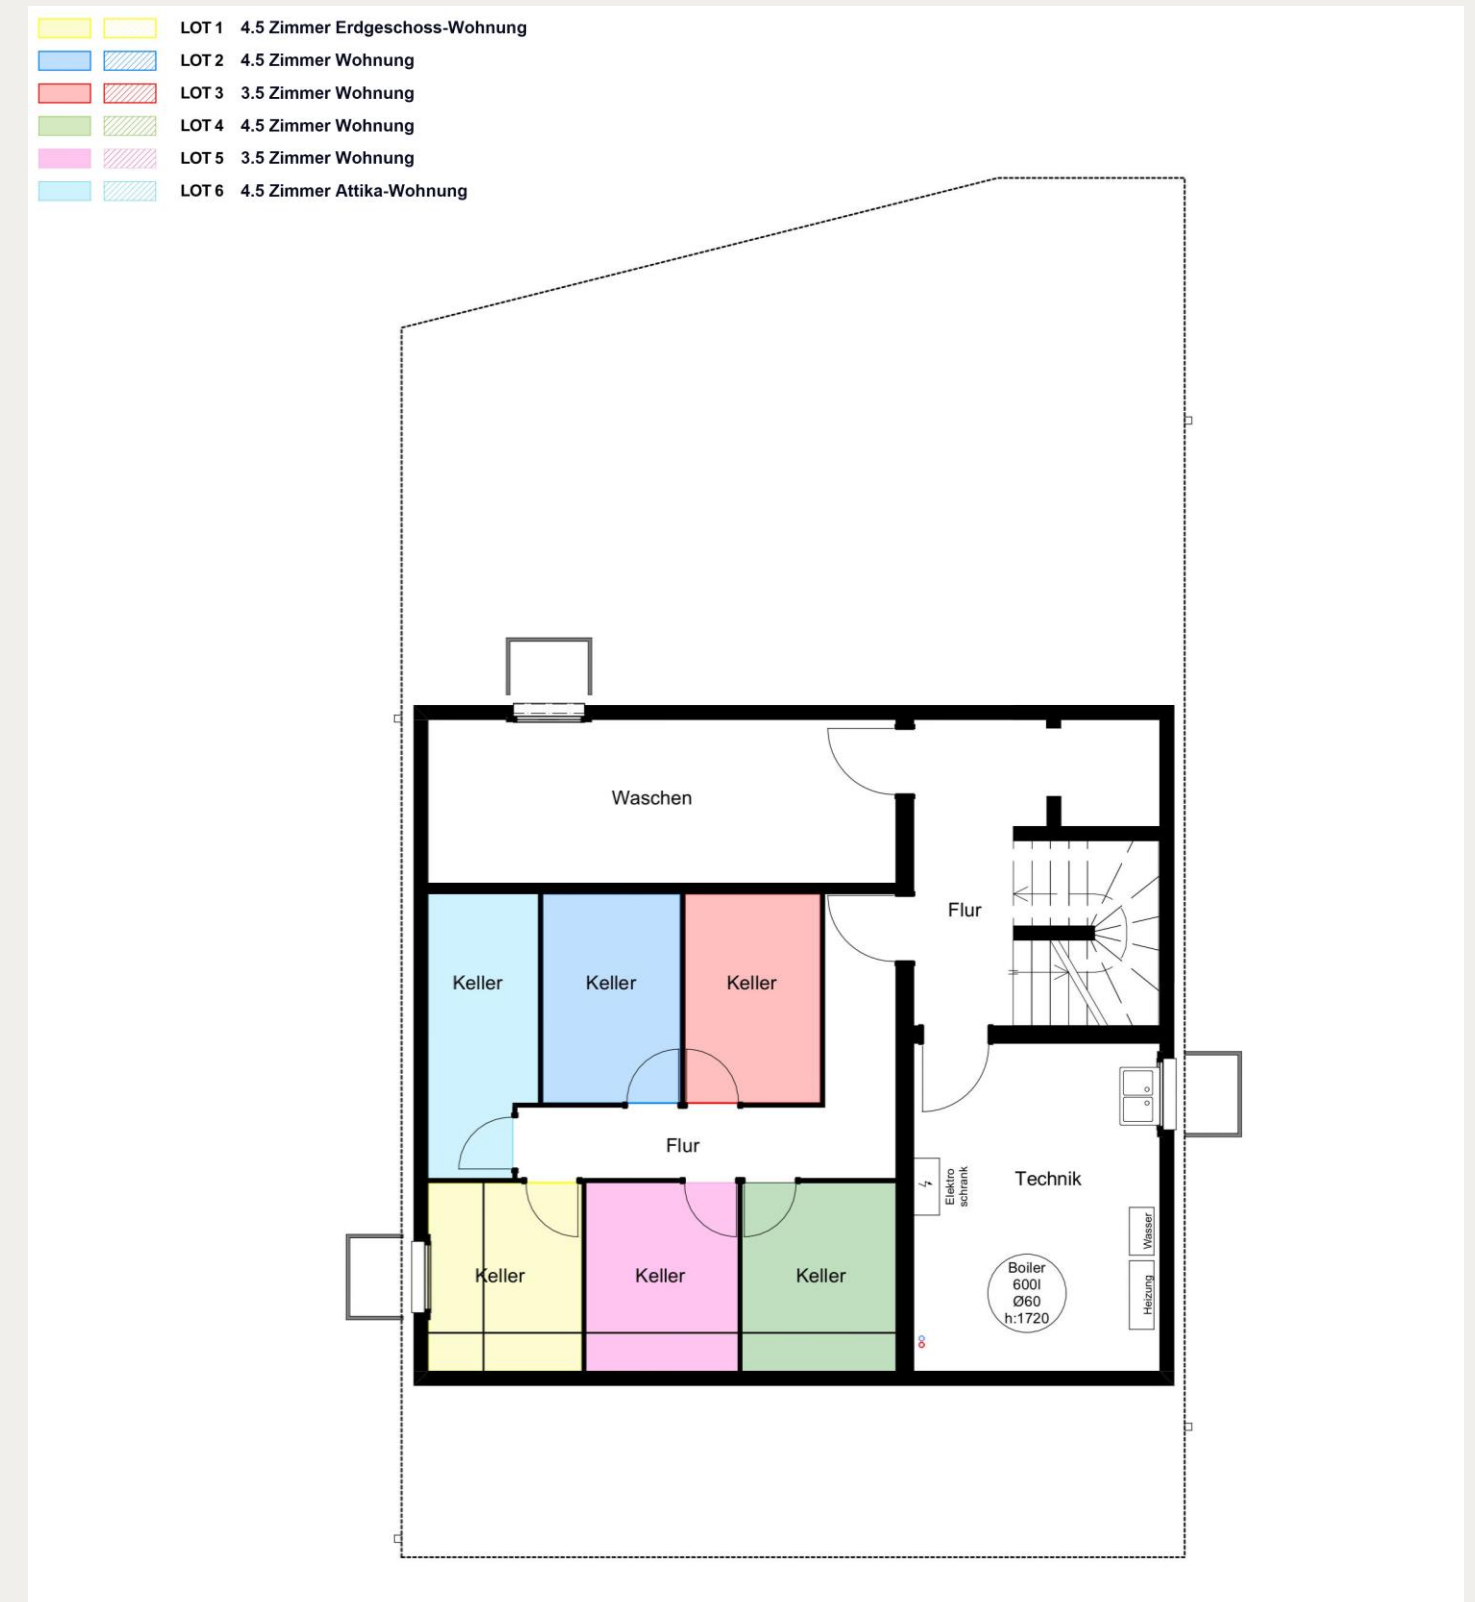 LOT 1 4.5 Zimmer Erdgeschoss-Wohnung
LOT 2 4.5 Zimmer Wohnung
LOT 3 3.5 Zimmer Wohnung
LOT 4 4.5 Zimmer Wohnung
LOT 5 3.5 Zimmer Wohnung
LOT 6 4.5 Zimmer Attika-Wohnung
Waschen
Flur
Keller
Keller
Keller
Flur
Technik
Elektro
schrank
Wasser
Heizung
Boiler
600l
Ø60
h:1720
Keller
Keller
Keller